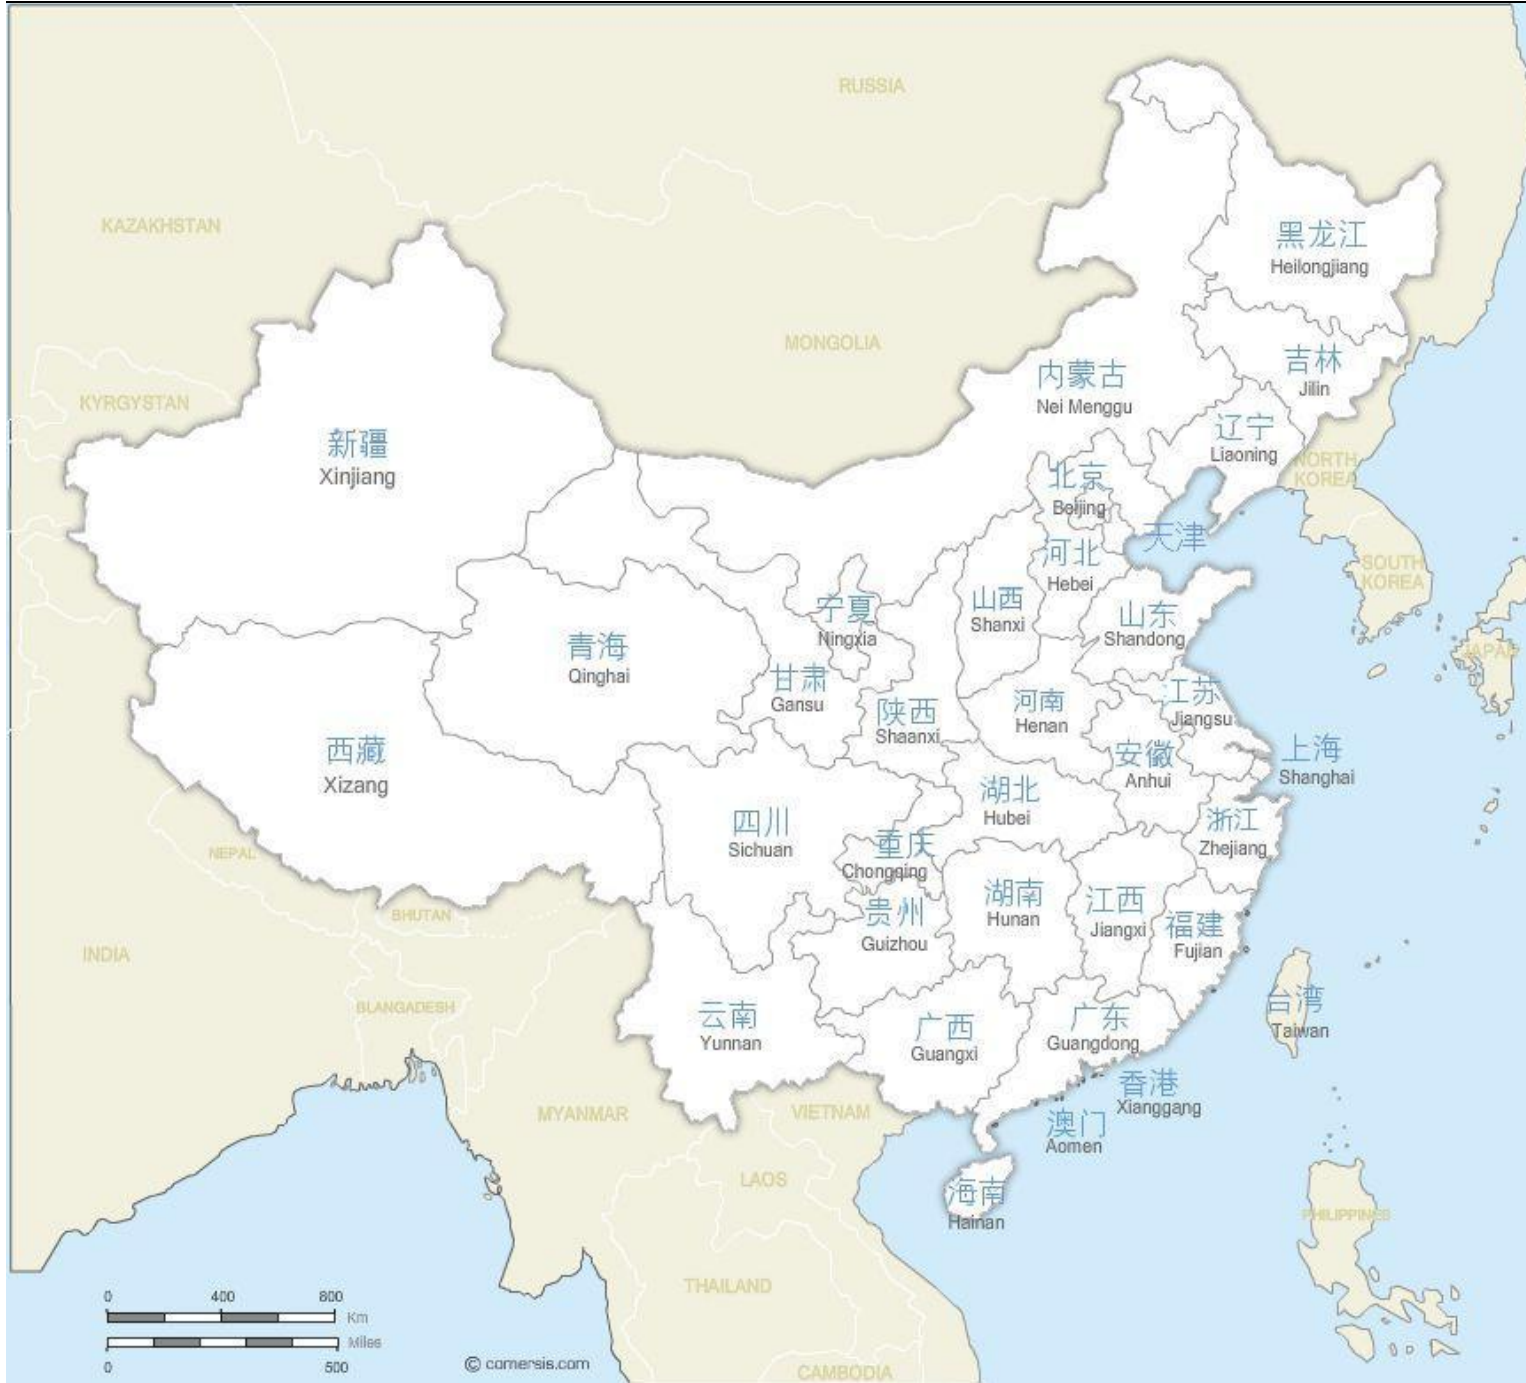 RUSSIA
KAZAKHSTAN
黑龙江
Heilongjiang
MONGOLIA
吉林
Jilin
内蒙古
Nei Menggu
KYRGYSTAN
辽宁
Liaoning
新疆
Xinjiang
NORTH
KOREA
北京
Beijing
天津
河北
Hebei
SOUTH
KOREA
山西
Shanxi
宁夏
Ningxia
山东
Shandong
青海
Qinghai
JAPAN
甘肃
Gansu
江苏
Jiangsu
河南
Henan
陕西
Shaanxi
西藏
Xizang
安徽
Anhui
上海
Shanghai
湖北
Hubei
四川
Sichuan
浙江
Zhejiang
重庆
Chongqing
NEPAL
湖南
Hunan
江西
Jiangxi
贵州
Guizhou
福建
Fujian
BHUTAN
INDIA
BLANGADESH
台湾
Taiwan
云南
Yunnan
广西
Guangxi
广东
Guangdong
香港
Xianggang
MYANMAR
VIETNAM
澳门
Aomen
LAOS
海南
Hainan
PHILIPPINES
THAILAND
0 400 800
Km
Miles
0 500
© comersis.com
CAMBODIA